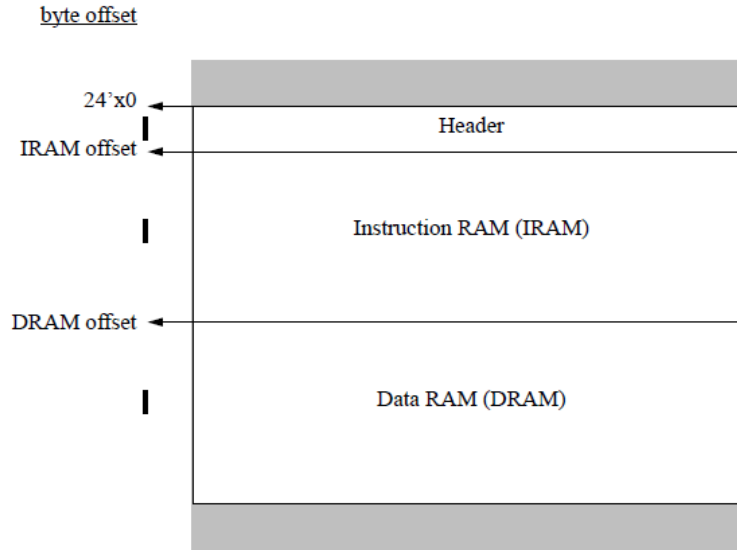 byte offset
24’x0
Header
IRAM offset
Instruction RAM (IRAM)
DRAM offset
Data RAM (DRAM)